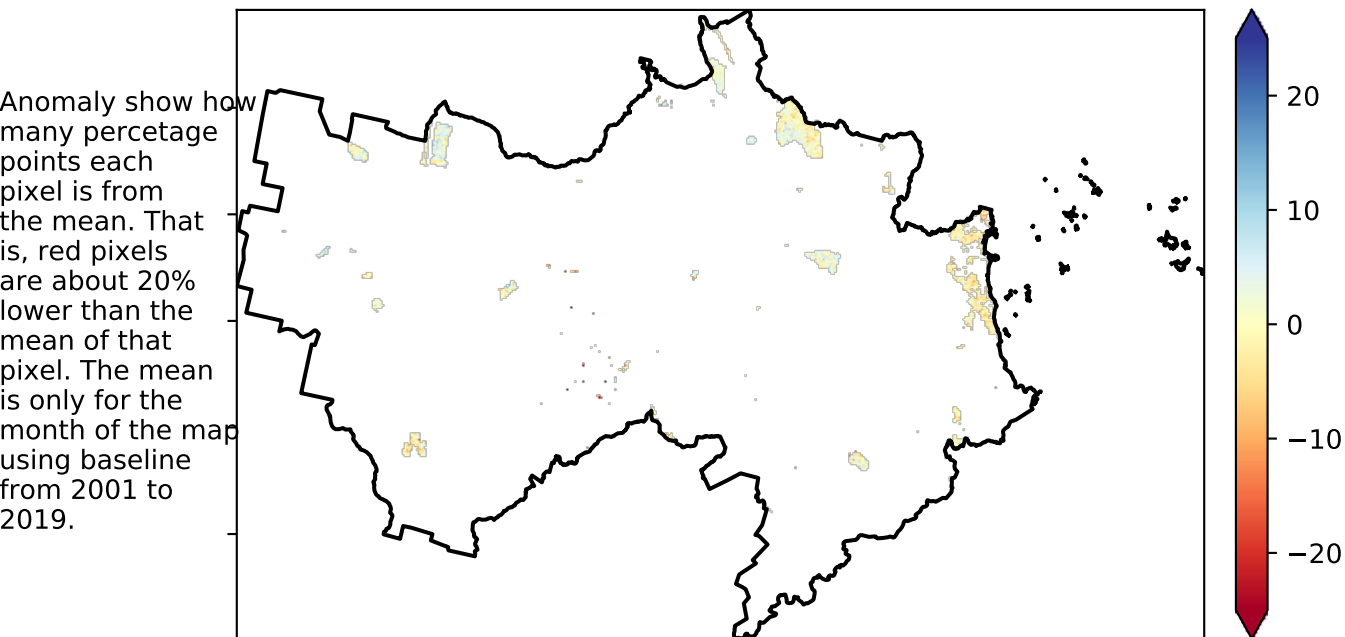 Anomaly show how
many percetage
points each
pixel is from
the mean. That
is, red pixels
are about 20%
lower than the
mean of that
pixel. The mean
is only for the
month of the map
using baseline
from 2001 to
2019.
20
10
0
−10
−20